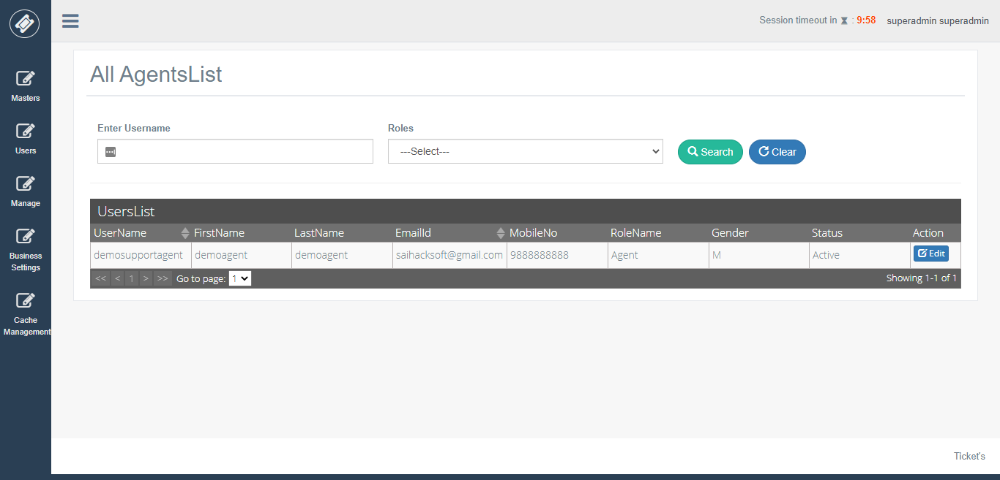 Session timeout in : 9:58 superadmin superadmin
Masters
Users
Manage
Business
Settings
Cache
Management
All AgentsList
Enter Username Roles
---Select--- Search Clear
UsersList
UserName FirstName LastName EmailId MobileNo RoleName Gender Status Action
demosupportagent demoagent demoagent saihacksoft@gmail.com 9888888888 Agent M Active Edit
<< < 1 > >> Go to page: 1 Showing 1-1 of 1
Ticket's